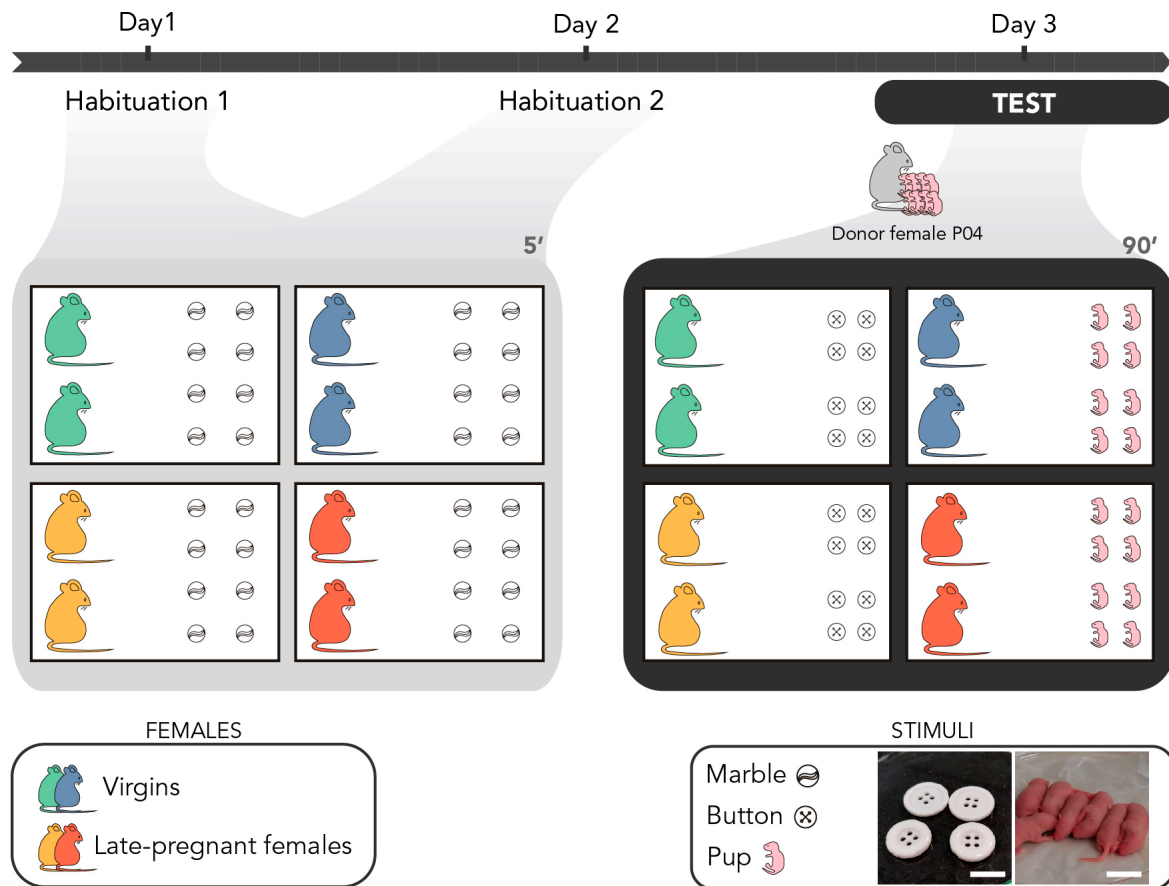 Day1
Day 2
Day 3
Habituation 1
Habituation 2
TEST
Donor female P04
5′
90′
FEMALES
Virgins
Late-pregnant females
STIMULI
Marble
Button
Pup